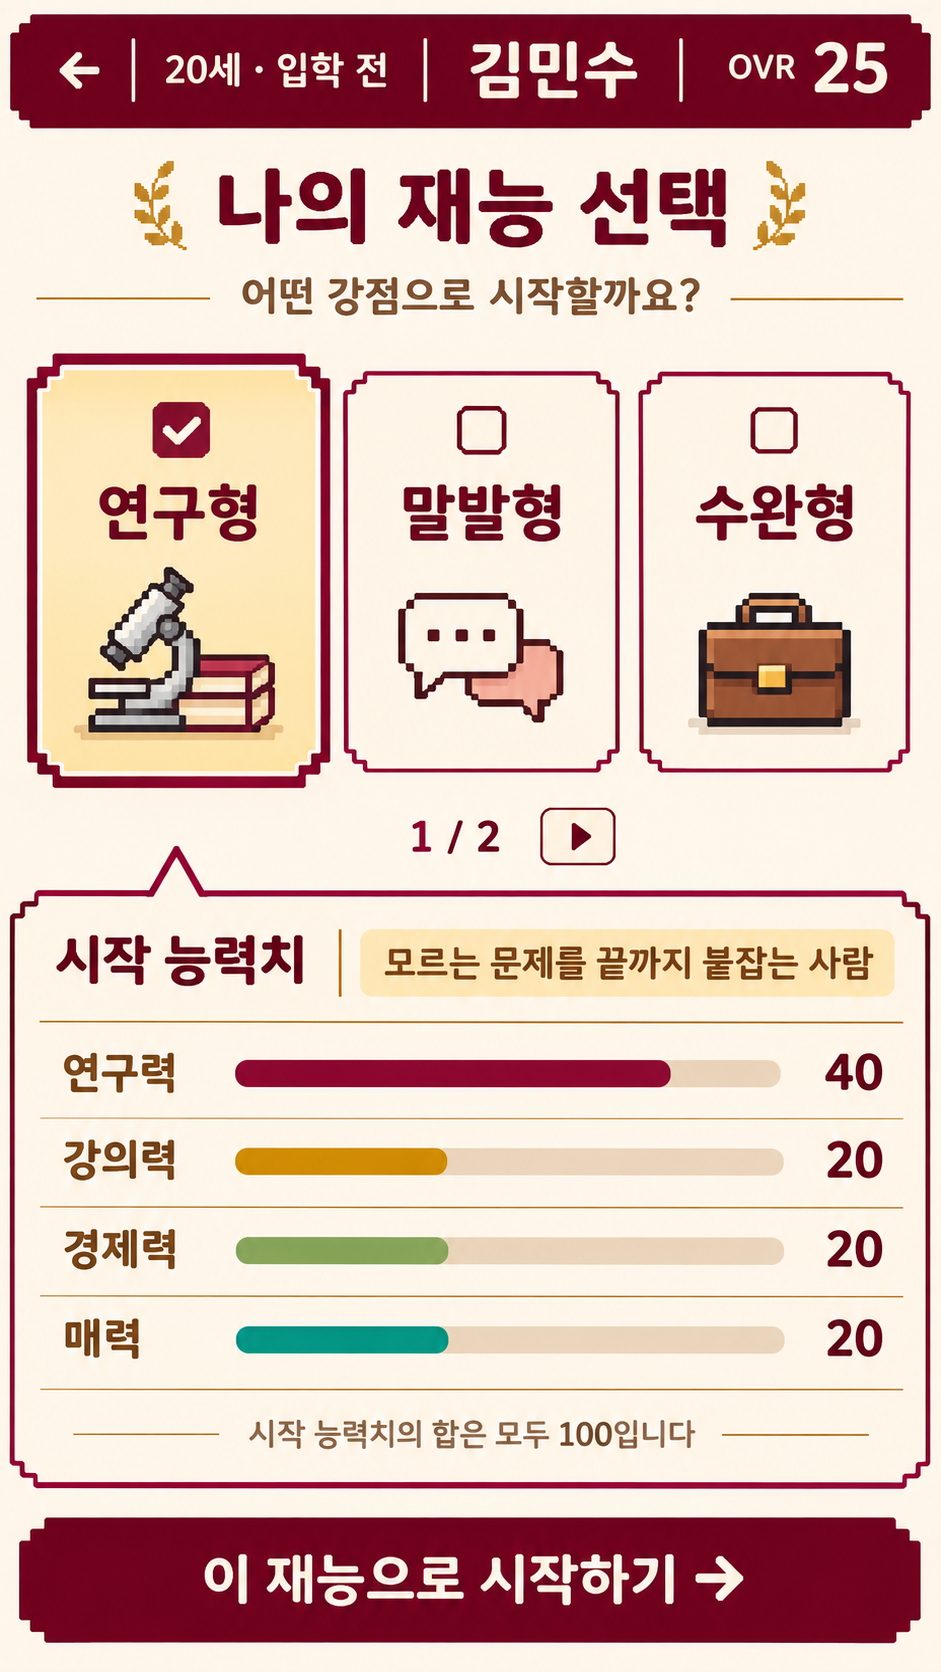 ← 20세 · 입학 전 김민수 OVR 25
나의 재능 선택
어떤 강점으로 시작할까요?
연구형 말발형 수완형
1 / 2
시작 능력치 모르는 문제를 끝까지 붙잡는 사람
연구력 40
강의력 20
경제력 20
매력 20
시작 능력치의 합은 모두 100입니다
이 재능으로 시작하기 →